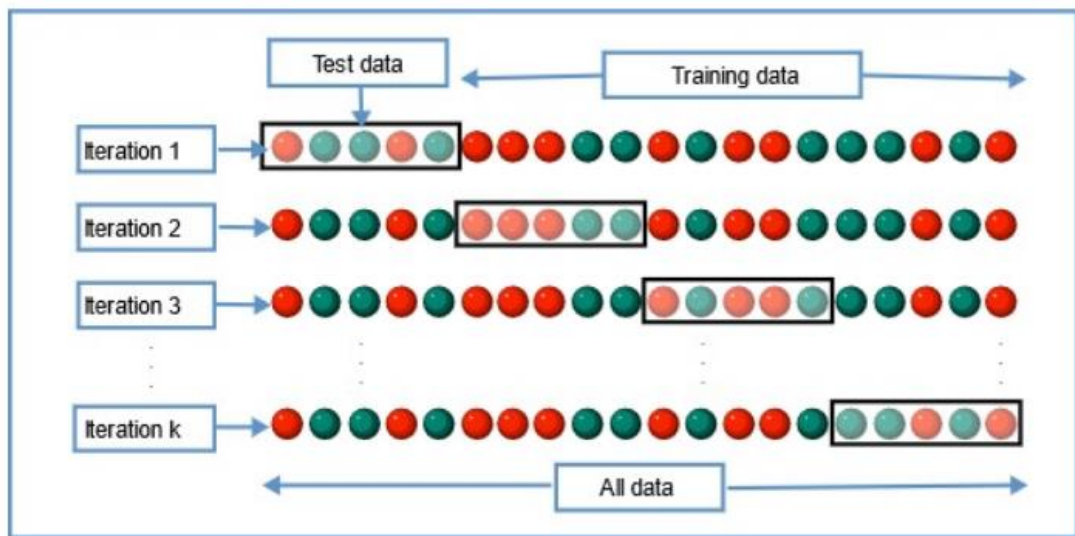 Test data
Training data
Iteration 1
Iteration 2
Iteration 3
Iteration k
All data